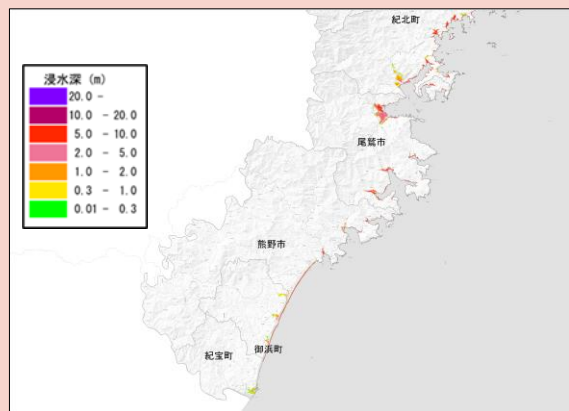 紀北町
浸水深 (m)
20.0 -
10.0 - 20.0
5.0 - 10.0
2.0 - 5.0
1.0 - 2.0
0.3 - 1.0
0.01 - 0.3
尾鷲市
熊野市
御浜町
紀宝町